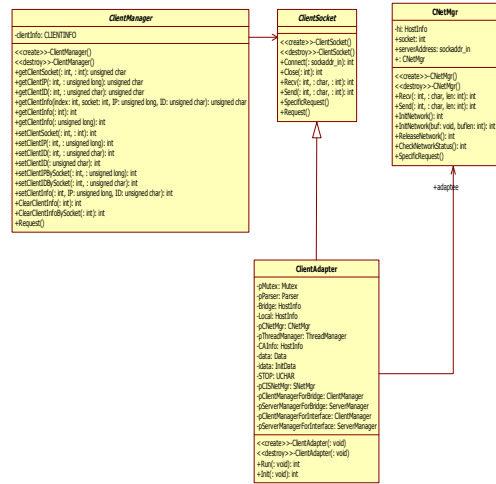 ClientManager
-clientInfo: CLIENTINFO
<<create>>-ClientManager()
<<destroy>>-ClientManager()
+getClientSocket(: int, : int): unsigned char
+getClientIP(: int, : unsigned long): unsigned char
+getClientID(: int, : unsigned char): unsigned char
+getClientInfo(index: int, socket: int, IP: unsigned long, ID: unsigned char): unsigned char
+getClientInfo(: int): int
+getClientInfo(: unsigned long): int
+setClientSocket(: int, : int): int
+setClientIP(: int, : unsigned long): int
+setClientID(: int, : unsigned char): int
+setClientID(: unsigned char): int
+setClientIPBySocket(: int, : unsigned long): int
+setClientIDBySocket(: int, : unsigned char): int
+setClientInfo(: int, IP: unsigned long, ID: unsigned char): int
+ClearClientInfo(: int): int
+ClearClientInfoBySocket(: int): int
+Request()
ClientSocket
<<create>>-ClientSocket()
<<destroy>>-ClientSocket()
+Connect(: sockaddr_in): int
+Close(: int): int
+Recv(: int, : char, : int): int
+Send(: int, : char, : int): int
+SpecificRequest()
+Request()
CNetMgr
-hi: HostInfo
+socket: int
+serverAddress: sockaddr_in
+: CNetMgr
<<create>>-CNetMgr()
<<destroy>>-CNetMgr()
+Recv(: int, : char, len: int): int
+Send(: int, : char, len: int): int
+InitNetwork(): int
+InitNetwork(buf: void, buflen: int): int
+ReleaseNetwork(): int
+CheckNetworkStatus(): int
+SpecificRequest()
+adaptee
ClientAdapter
-pMutex: Mutex
-pParser: Parser
-Bridge: HostInfo
-Local: HostInfo
-pCNetMgr: CNetMgr
-pThreadManager: ThreadManager
-CAInfo: HostInfo
-data: Data
-idata: InitData
-STOP: UCHAR
-pCISNetMgr: SNetMgr
-pClientManagerForBridge: ClientManager
-pServerManagerForBridge: ServerManager
-pClientManagerForInterface: ClientManager
-pServerManagerForInterface: ServerManager
<<create>>-ClientAdapter(: void)
<<destroy>>-ClientAdapter(: void)
+Run(: void): int
+Init(: void): int